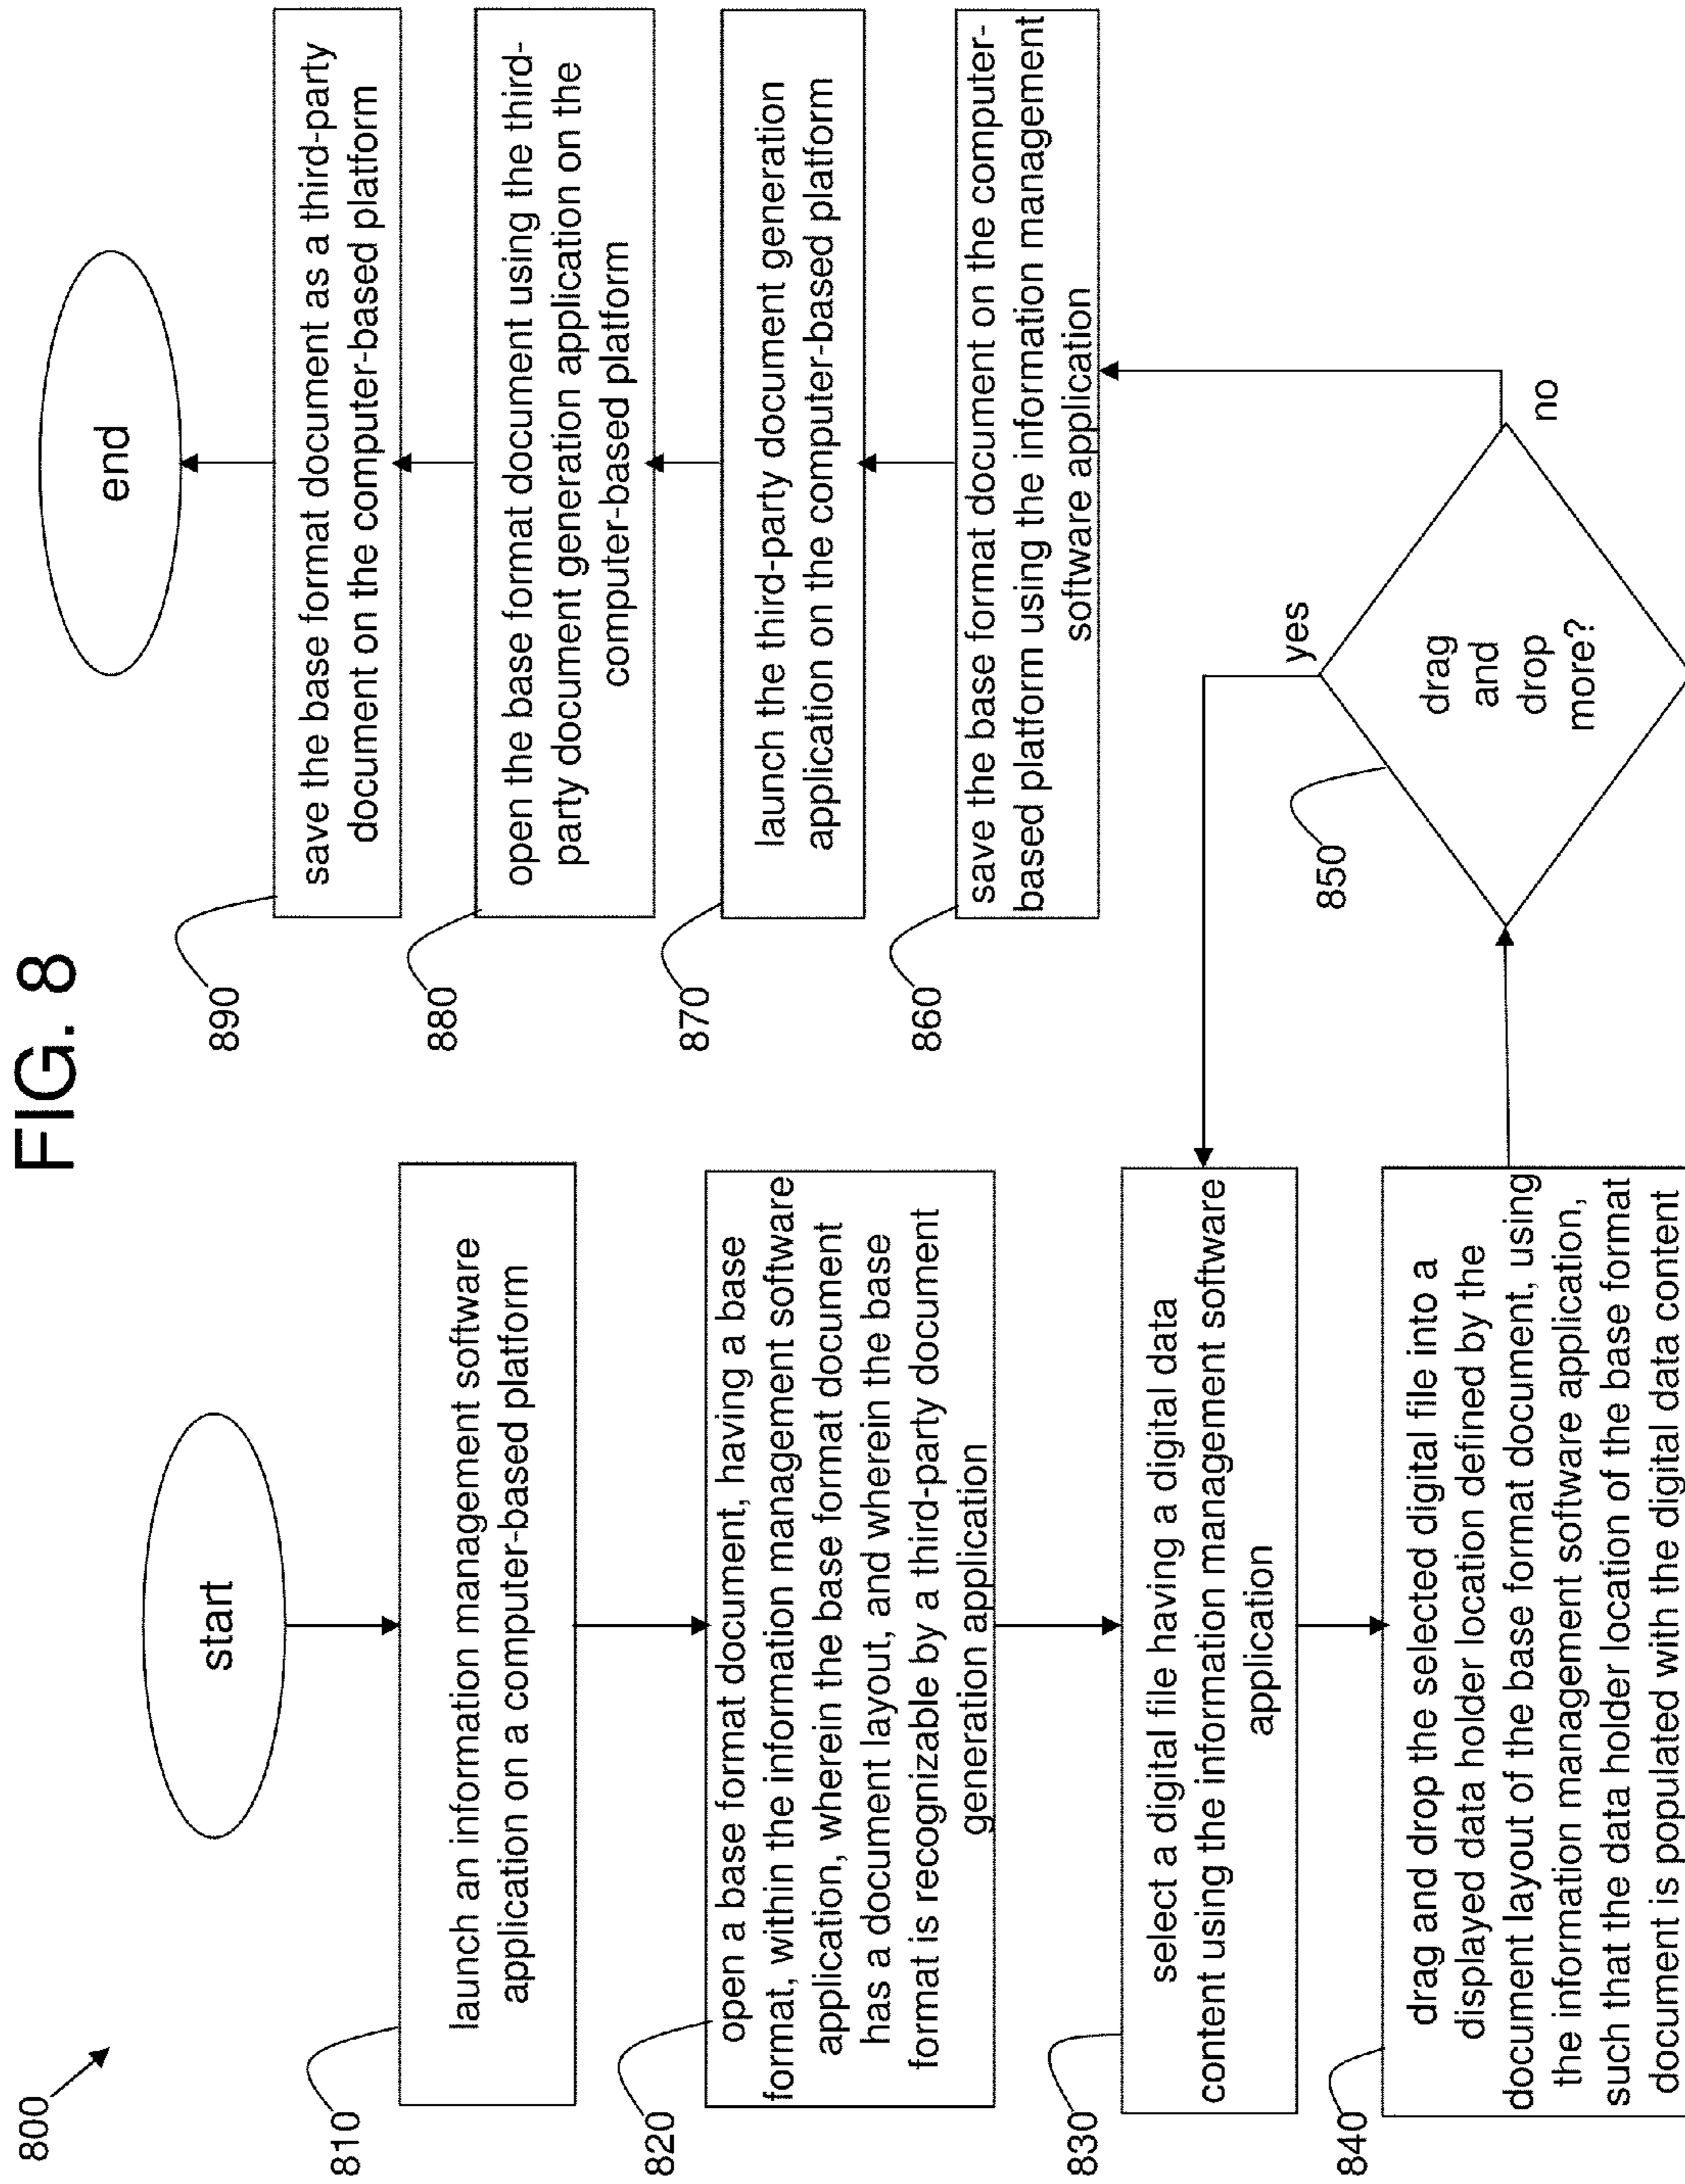 FIG. 8
800
start
810
launch an information management software
application on a computer-based platform
820
open a base format document, having a base
format, within the information management software
application, wherein the base format document
has a document layout, and wherein the base
format is recognizable by a third-party document
generation application
830
select a digital file having a digital data
content using the information management software
application
840
drag and drop the selected digital file into a
displayed data holder location defined by the
document layout of the base format document, using
the information management software application,
such that the data holder location of the base format
document is populated with the digital data content
850
drag
and
drop
more?
yes
no
860
save the base format document on the computer-
based platform using the information management
software application
870
launch the third-party document generation
application on the computer-based platform
880
open the base format document using the third-
party document generation application on the
computer-based platform
890
save the base format document as a third-party
document on the computer-based platform
end